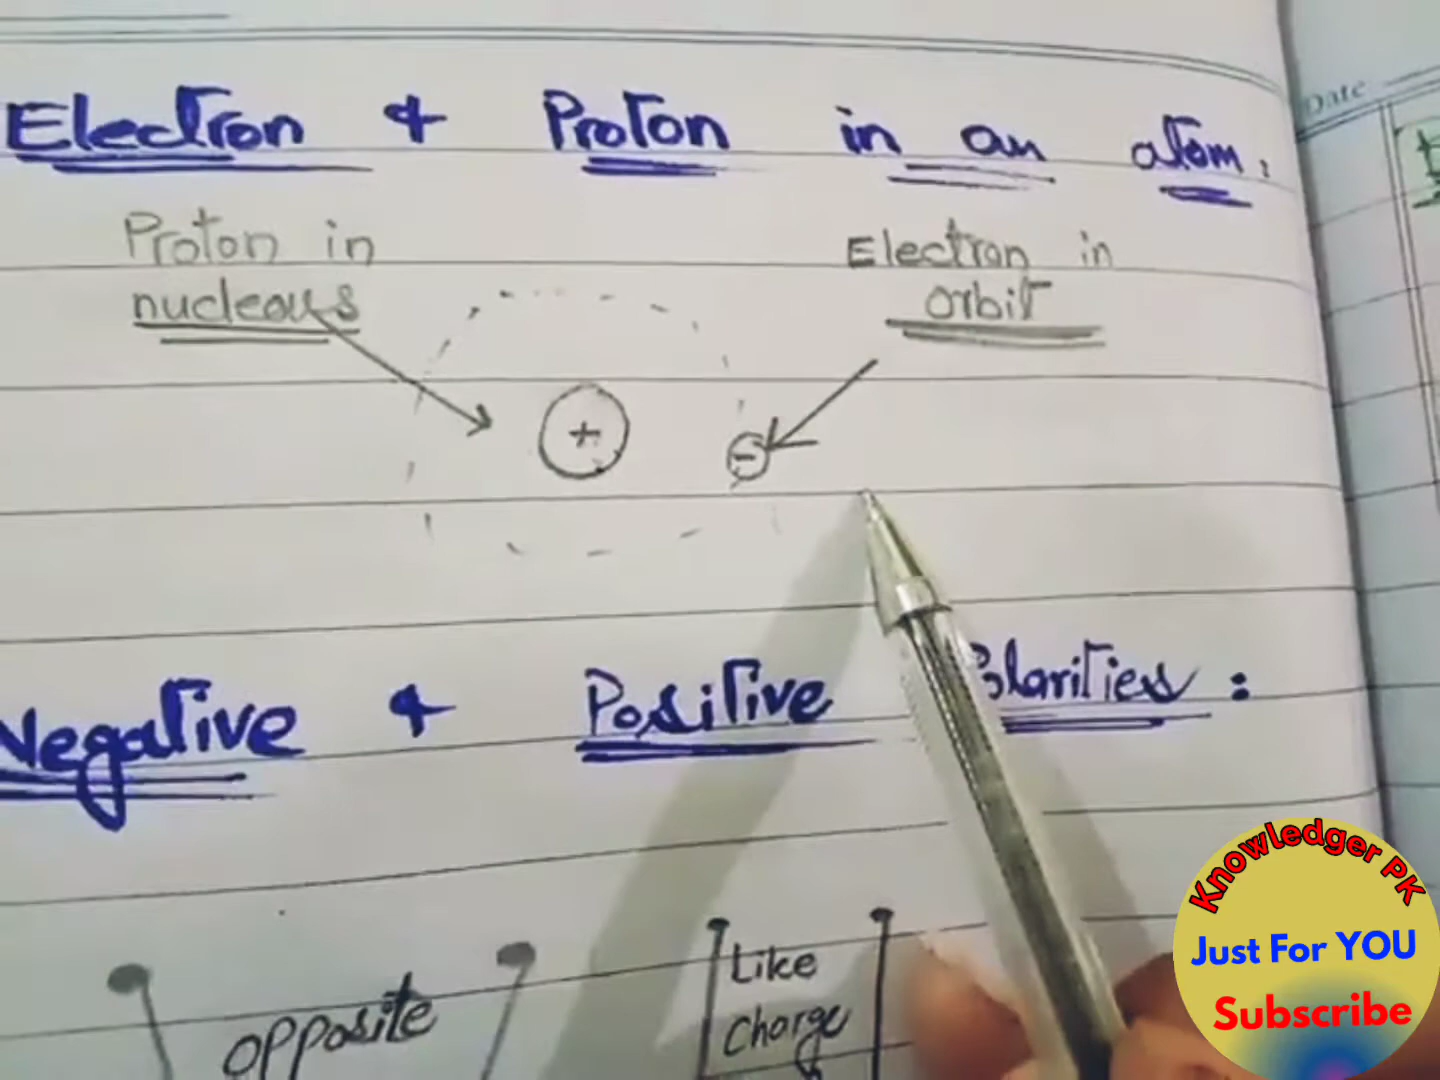 Electron & Proton in an atom:
Proton in
nucleous
Electron in
orbit
+
-
Negative & Positive Polarities:
opposite
Like
Charge
Date
Knowledger PK
Just For YOU
Subscribe